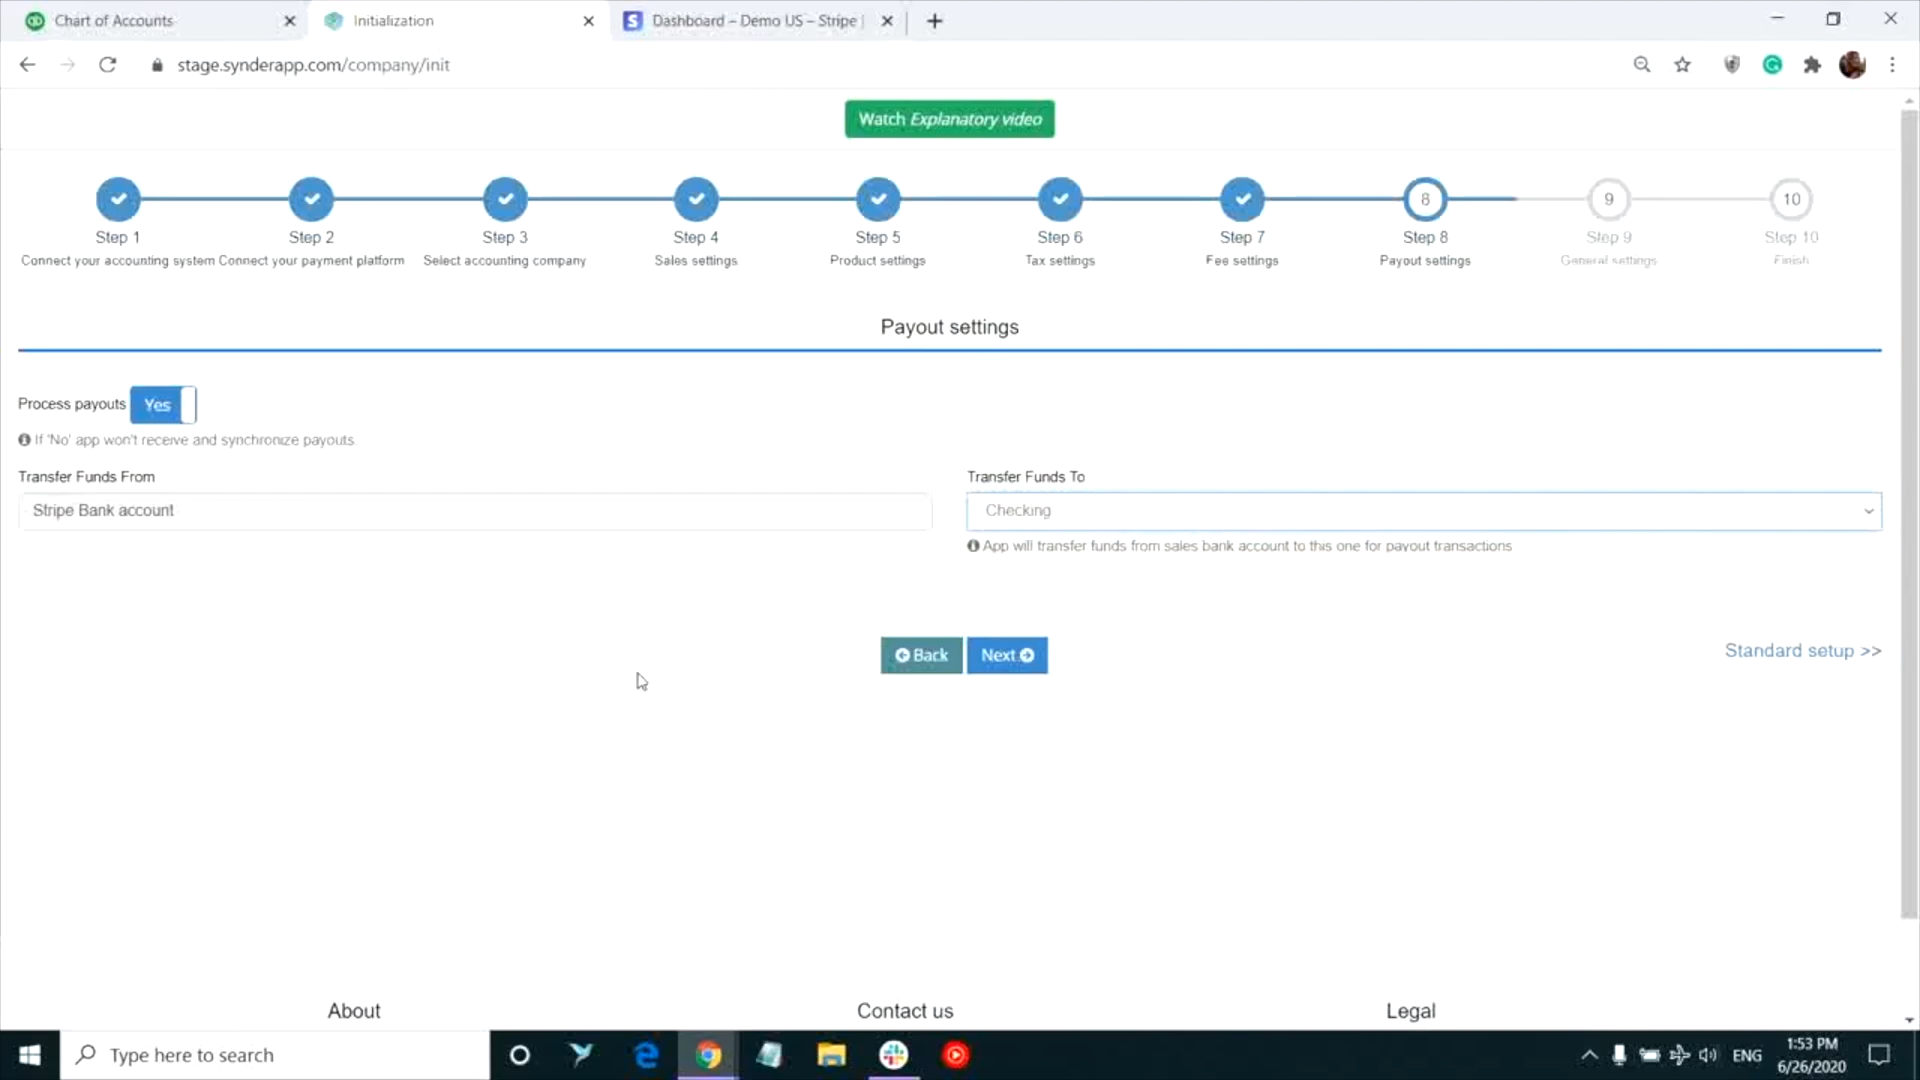 Chart of Accounts
Initialization
Dashboard – Demo US – Stripe
stage.synderapp.com/company/init
Watch Explanatory video
8
9
10
Step 1
Step 2
Step 3
Step 4
Step 5
Step 6
Step 7
Step 8
Step 9
Step 10
Connect your accounting system
Connect your payment platform
Select accounting company
Sales settings
Product settings
Tax settings
Fee settings
Payout settings
General settings
Finish
Payout settings
Process payouts Yes
If 'No' app won't receive and synchronize payouts
Transfer Funds From
Transfer Funds To
Stripe Bank account
Checking
App will transfer funds from sales bank account to this one for payout transactions
Back
Next
Standard setup >>
About
Contact us
Legal
Type here to search
ENG
1:53 PM
6/26/2020